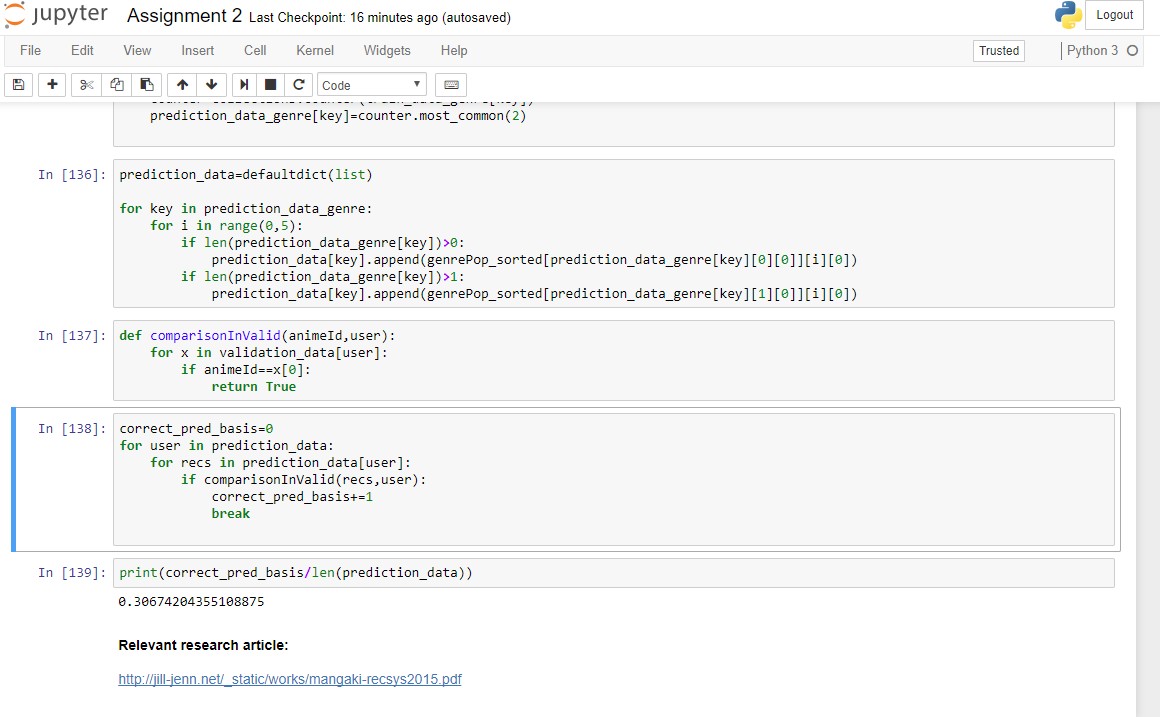 jupyter Assignment 2 Last Checkpoint: 16 minutes ago (autosaved) Logout
File Edit View Insert Cell Kernel Widgets Help Trusted Python 3
Code
prediction_data_genre[key]=counter.most_common(2)
In [136]: prediction_data=defaultdict(list)
for key in prediction_data_genre:
for i in range(0,5):
if len(prediction_data_genre[key])>0:
prediction_data[key].append(genrePop_sorted[prediction_data_genre[key][0][0]][i][0])
if len(prediction_data_genre[key])>1:
prediction_data[key].append(genrePop_sorted[prediction_data_genre[key][1][0]][i][0])
In [137]: def comparisonInValid(animeId,user):
for x in validation_data[user]:
if animeId==x[0]:
return True
In [138]: correct_pred_basis=0
for user in prediction_data:
for recs in prediction_data[user]:
if comparisonInValid(recs,user):
correct_pred_basis+=1
break
In [139]: print(correct_pred_basis/len(prediction_data))
0.30674204355108875
Relevant research article:
http://jill-jenn.net/_static/works/mangaki-recsys2015.pdf